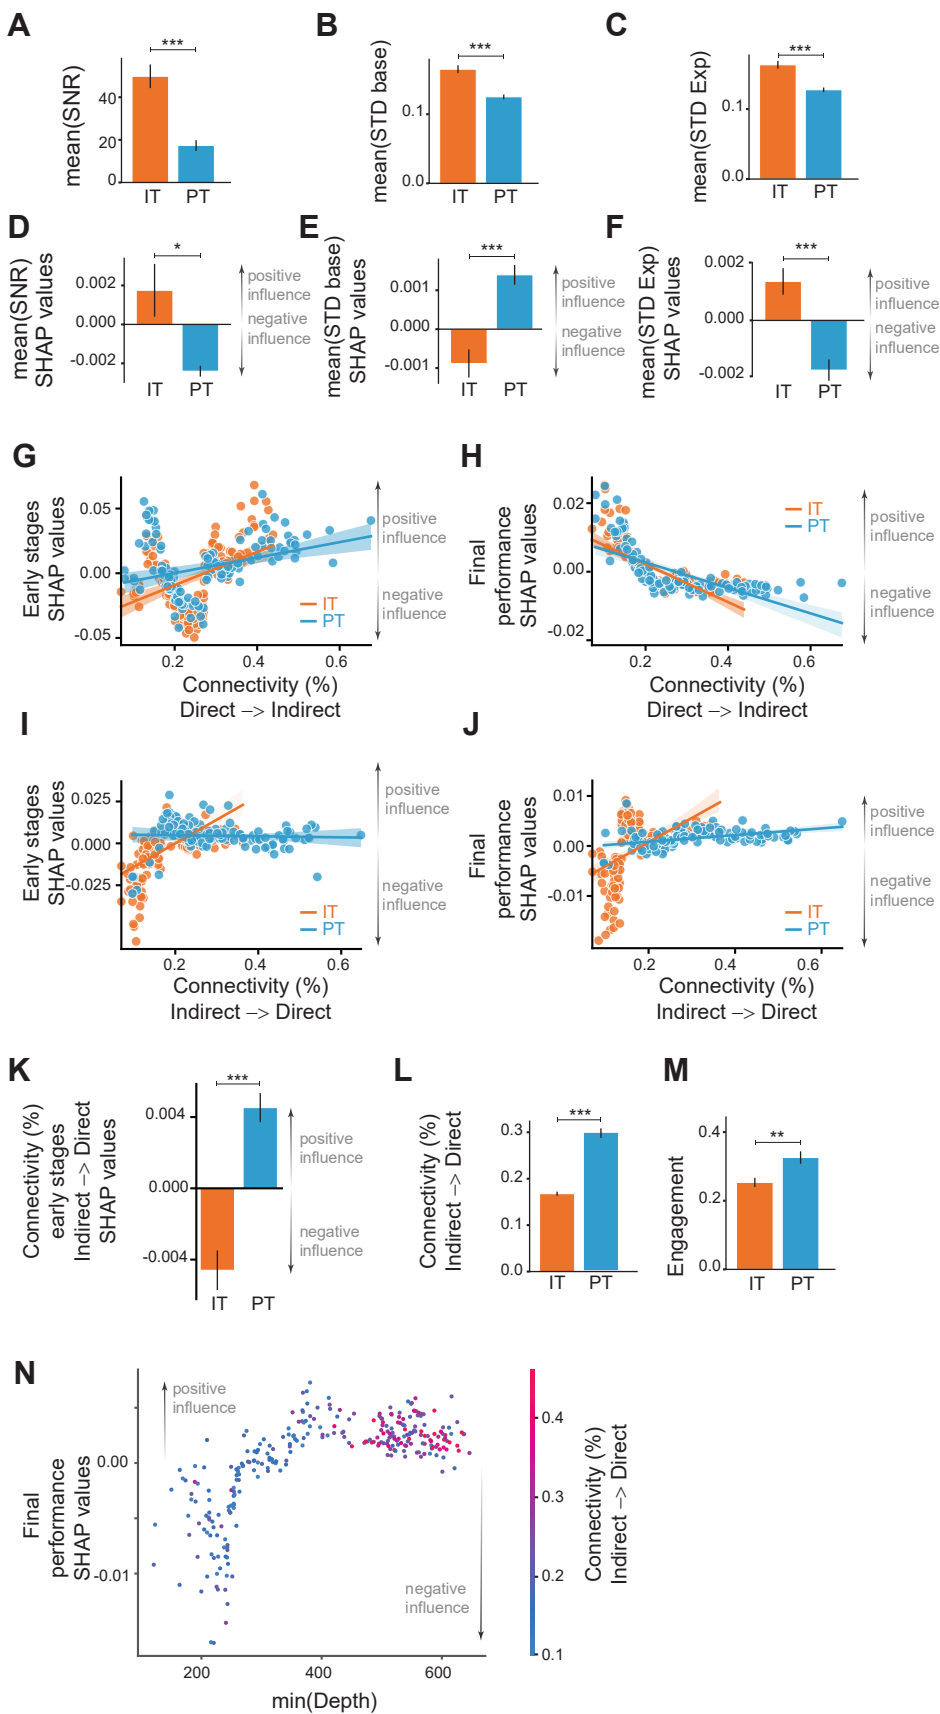 A
mean(SNR)
40
20
0
***
IT
PT
B
mean(STD base)
0.1
0.0
***
IT
PT
C
mean(STD Exp)
0.1
0.0
***
IT
PT
D
mean(SNR)
SHAP values
0.002
0.000
-0.002
*
IT
PT
positive
influence
negative
influence
E
mean(STD base)
SHAP values
0.001
0.000
-0.001
***
IT
PT
positive
influence
negative
influence
F
mean(STD Exp)
SHAP values
0.002
0.000
-0.002
***
IT
PT
positive
influence
negative
influence
G
Early stages
SHAP values
0.05
0.00
-0.05
IT
PT
0.2
0.4
0.6
Connectivity (%)
Direct –> Indirect
positive
influence
negative
influence
H
Final
performance
SHAP values
0.02
0.00
-0.02
IT
PT
0.2
0.4
0.6
Connectivity (%)
Direct –> Indirect
positive
influence
negative
influence
I
Early stages
SHAP values
0.025
0.000
-0.025
IT
PT
0.2
0.4
0.6
Connectivity (%)
Indirect –> Direct
positive
influence
negative
influence
J
Final
performance
SHAP values
0.01
0.00
-0.01
IT
PT
0.2
0.4
0.6
Connectivity (%)
Indirect –> Direct
positive
influence
negative
influence
K
Connectivity (%)
early stages
Indirect –> Direct
SHAP values
0.004
0.000
-0.004
***
IT
PT
positive
influence
negative
influence
L
Connectivity (%)
Indirect –> Direct
0.3
0.2
0.1
0.0
***
IT
PT
M
Engagement
0.4
0.2
0.0
**
IT
PT
N
Final
performance
SHAP values
0.00
-0.01
positive
influence
negative
influence
200
400
600
min(Depth)
0.4
0.3
0.2
0.1
Connectivity (%)
Indirect –> Direct